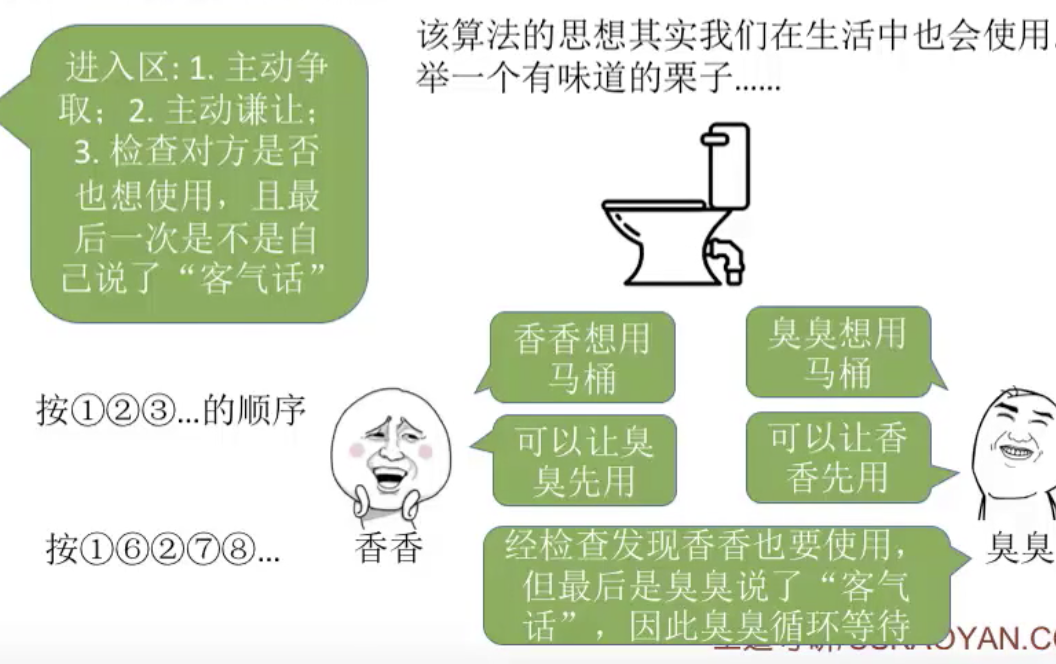 进入区: 1. 主动争
取；2. 主动谦让；
3. 检查对方是否
也想使用，且最
后一次是不是自
己说了“客气话”
该算法的思想其实我们在生活中也会使用
举一个有味道的栗子......
香香想用
马桶
臭臭想用
马桶
可以让臭
臭先用
可以让香
香先用
按①②③...的顺序
按①⑥②⑦⑧...
香香
臭臭
经检查发现香香也要使用，
但最后是臭臭说了“客气
话”，因此臭臭循环等待